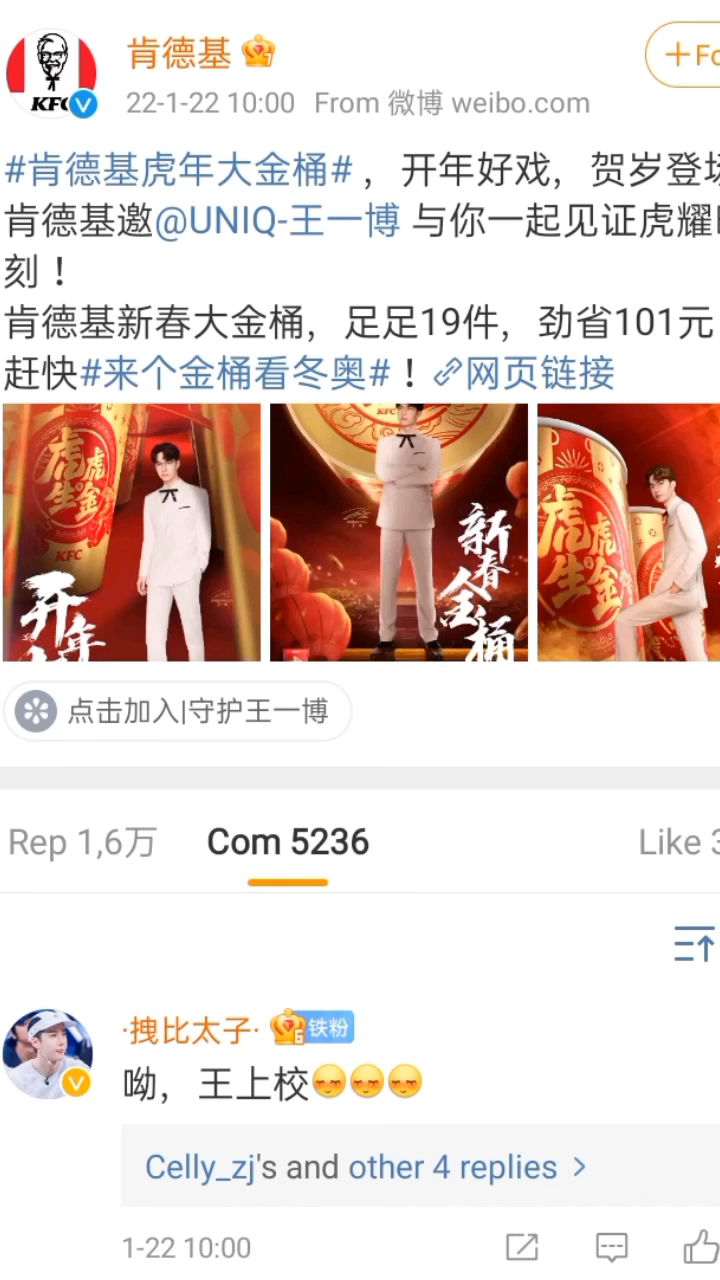 肯德基
KFC
22-1-22 10:00 From 微博 weibo.com
#肯德基虎年大金桶# ，开年好戏，贺岁登场
肯德基邀@UNIQ-王一博 与你一起见证虎耀
刻！
肯德基新春大金桶，足足19件，劲省101元
赶快#来个金桶看冬奥# ！网页链接
虎虎生金
KFC
开年
KFC
新春金桶
虎虎生金
点击加入|守护王一博
Rep 1,6万 Com 5236 Like 3
·拽比太子· 6 铁粉
呦，王上校
Celly_zj's and other 4 replies >
1-22 10:00